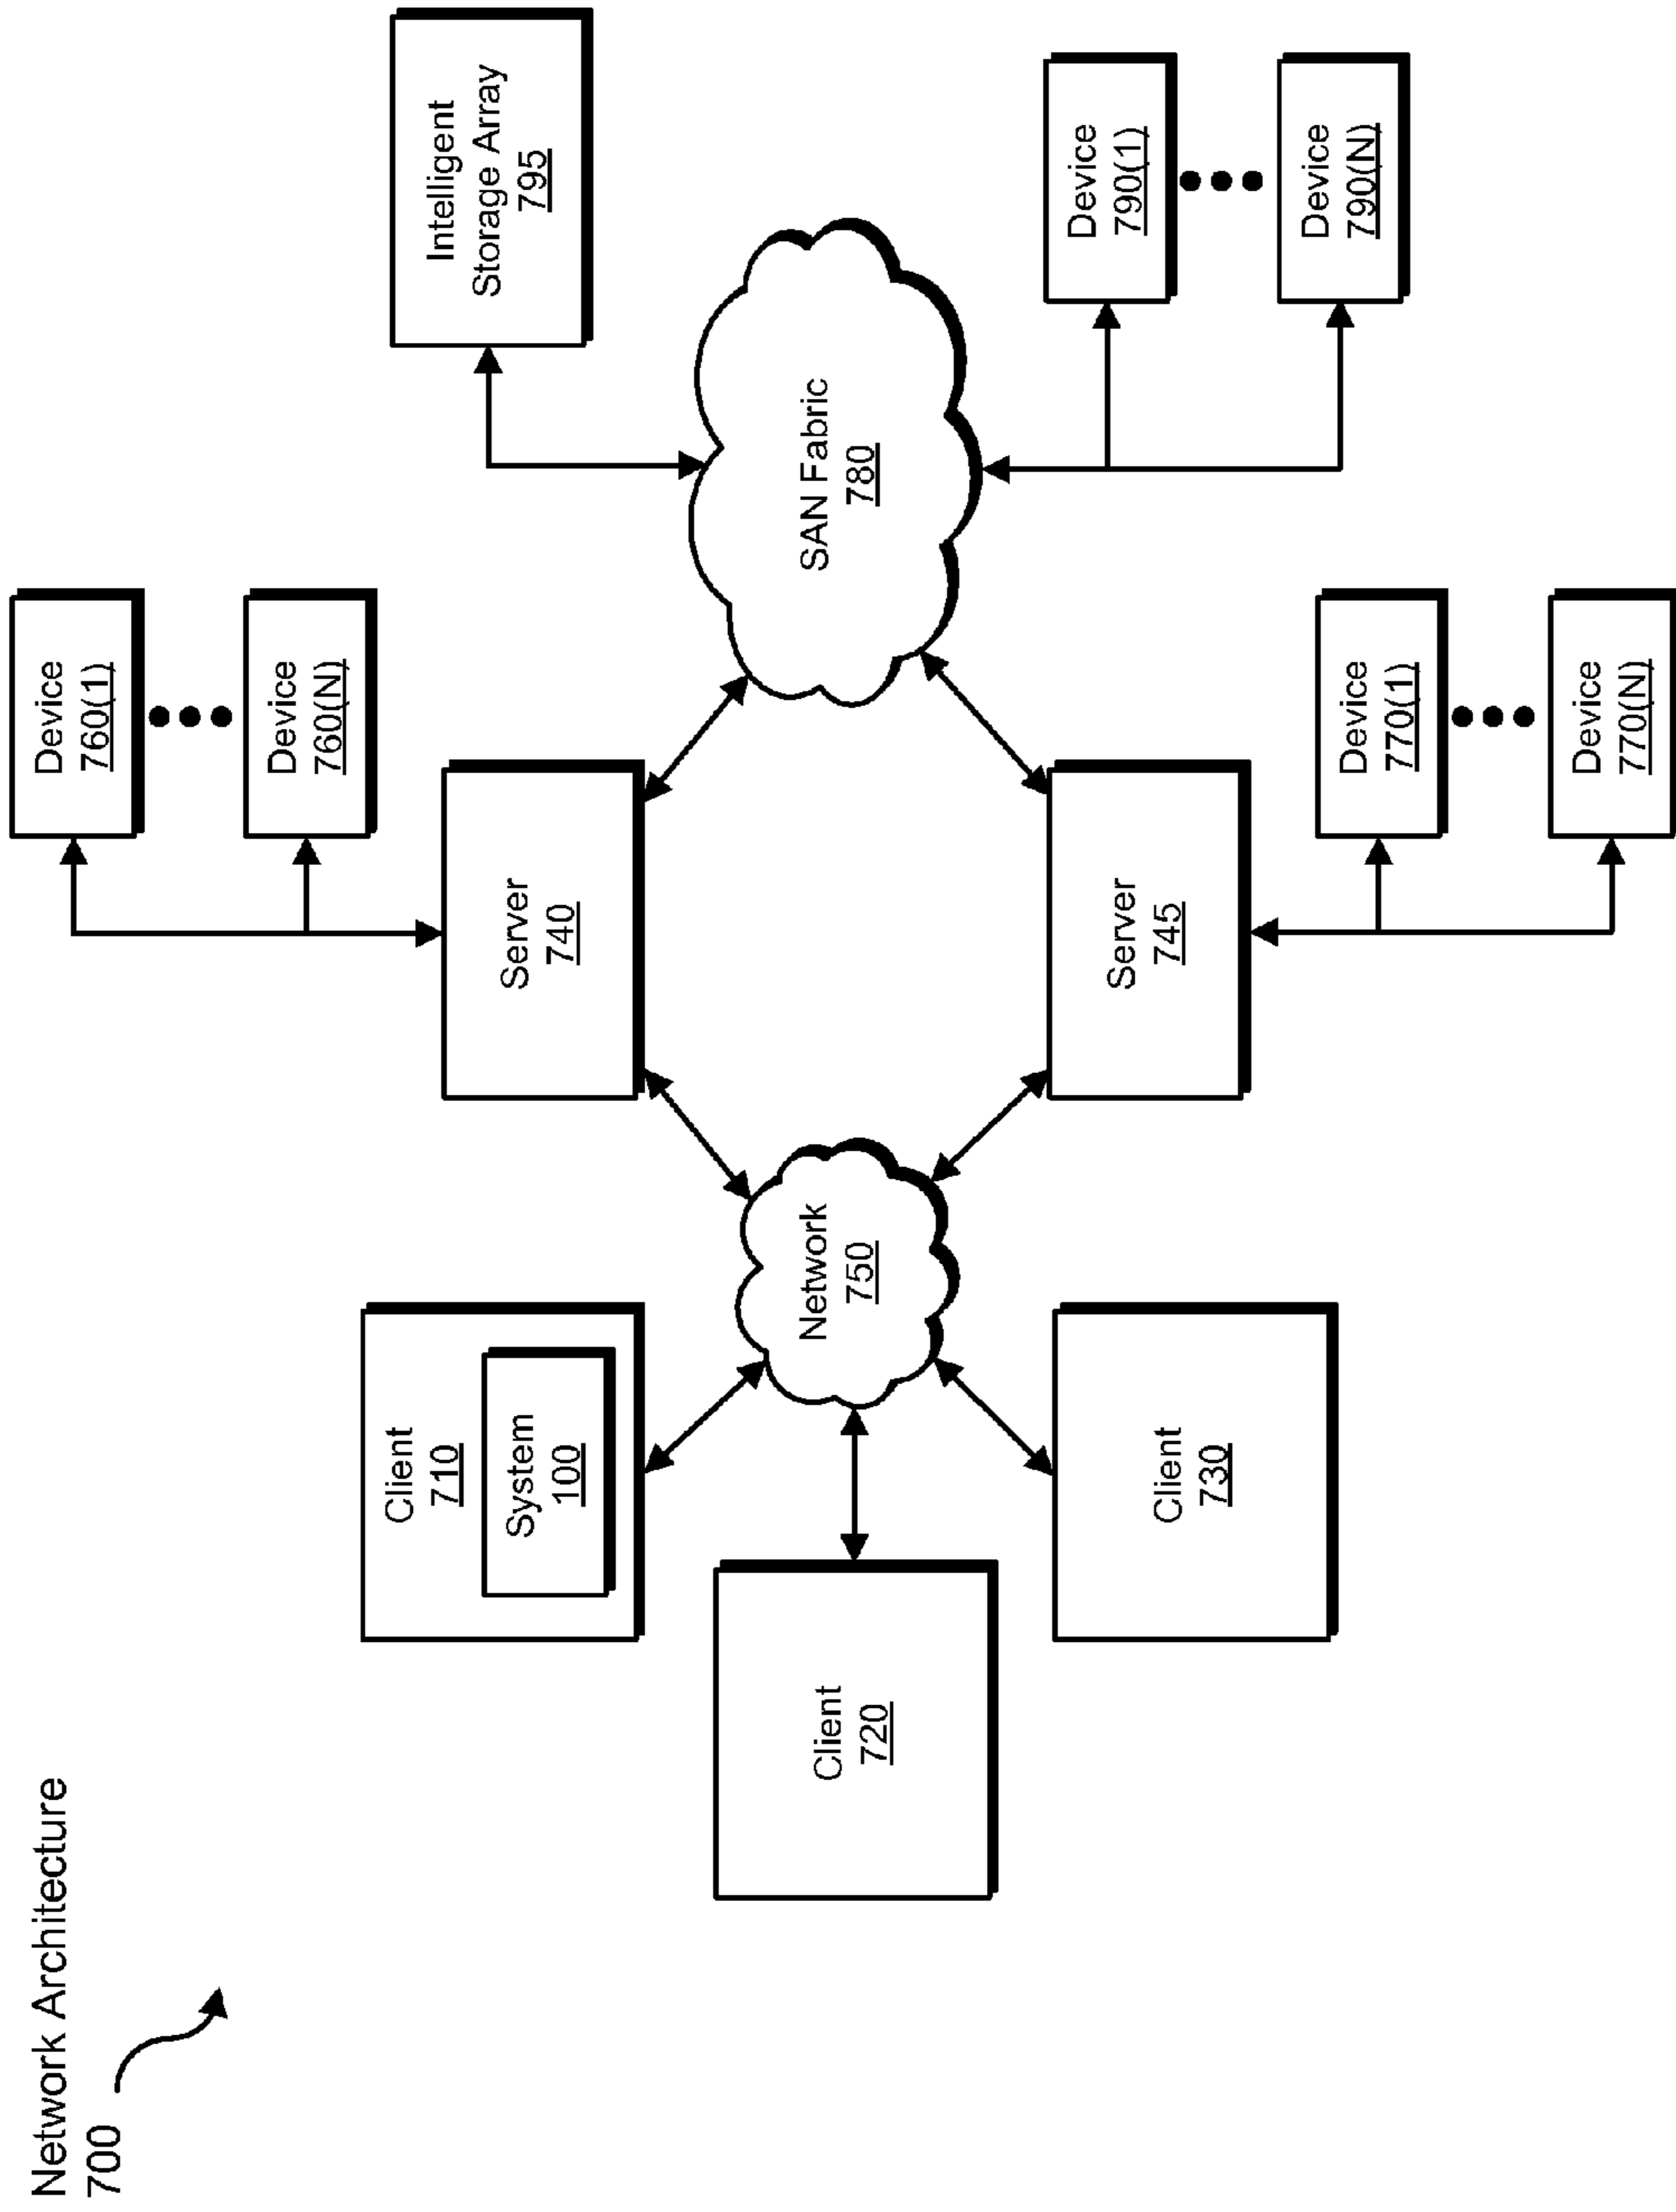 Network Architecture
700
Client
710
System
100
Client
720
Client
730
Network
750
Server
740
Server
745
Device
760(1)
Device
760(N)
Device
770(1)
Device
770(N)
SAN Fabric
780
Intelligent
Storage Array
795
Device
790(1)
Device
790(N)